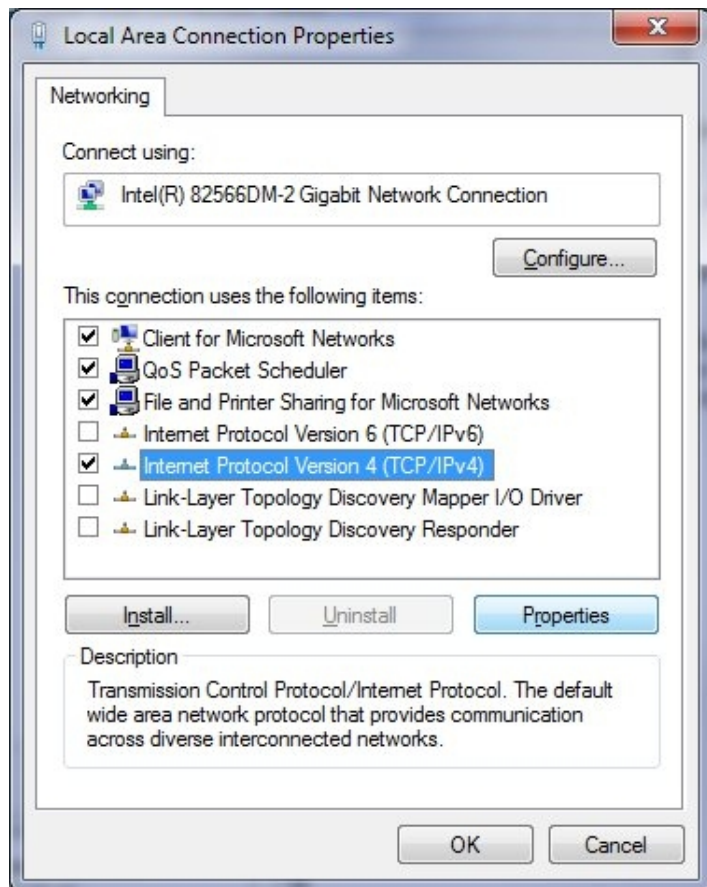 Local Area Connection Properties
Networking
Connect using:
Intel(R) 82566DM-2 Gigabit Network Connection
Configure...
This connection uses the following items:
Client for Microsoft Networks
QoS Packet Scheduler
File and Printer Sharing for Microsoft Networks
Internet Protocol Version 6 (TCP/IPv6)
Internet Protocol Version 4 (TCP/IPv4)
Link-Layer Topology Discovery Mapper I/O Driver
Link-Layer Topology Discovery Responder
Install...
Uninstall
Properties
Description
Transmission Control Protocol/Internet Protocol. The default
wide area network protocol that provides communication
across diverse interconnected networks.
OK
Cancel